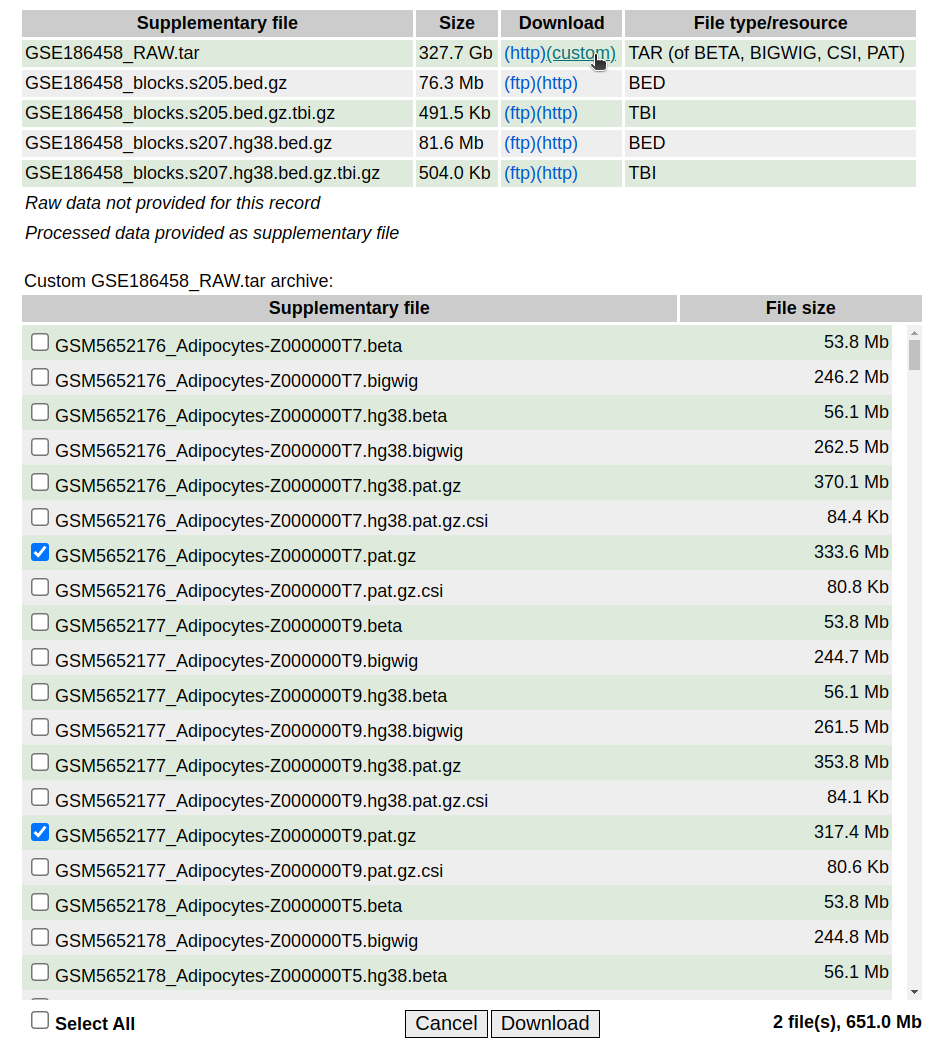 Supplementary file Size Download File type/resource
GSE186458_RAW.tar 327.7 Gb (http)(custom) TAR (of BETA, BIGWIG, CSI, PAT)
GSE186458_blocks.s205.bed.gz 76.3 Mb (ftp)(http) BED
GSE186458_blocks.s205.bed.gz.tbi.gz 491.5 Kb (ftp)(http) TBI
GSE186458_blocks.s207.hg38.bed.gz 81.6 Mb (ftp)(http) BED
GSE186458_blocks.s207.hg38.bed.gz.tbi.gz 504.0 Kb (ftp)(http) TBI
Raw data not provided for this record
Processed data provided as supplementary file
Custom GSE186458_RAW.tar archive:
Supplementary file File size
GSM5652176_Adipocytes-Z000000T7.beta 53.8 Mb
GSM5652176_Adipocytes-Z000000T7.bigwig 246.2 Mb
GSM5652176_Adipocytes-Z000000T7.hg38.beta 56.1 Mb
GSM5652176_Adipocytes-Z000000T7.hg38.bigwig 262.5 Mb
GSM5652176_Adipocytes-Z000000T7.hg38.pat.gz 370.1 Mb
GSM5652176_Adipocytes-Z000000T7.hg38.pat.gz.csi 84.4 Kb
GSM5652176_Adipocytes-Z000000T7.pat.gz 333.6 Mb
GSM5652176_Adipocytes-Z000000T7.pat.gz.csi 80.8 Kb
GSM5652177_Adipocytes-Z000000T9.beta 53.8 Mb
GSM5652177_Adipocytes-Z000000T9.bigwig 244.7 Mb
GSM5652177_Adipocytes-Z000000T9.hg38.beta 56.1 Mb
GSM5652177_Adipocytes-Z000000T9.hg38.bigwig 261.5 Mb
GSM5652177_Adipocytes-Z000000T9.hg38.pat.gz 353.8 Mb
GSM5652177_Adipocytes-Z000000T9.hg38.pat.gz.csi 84.1 Kb
GSM5652177_Adipocytes-Z000000T9.pat.gz 317.4 Mb
GSM5652177_Adipocytes-Z000000T9.pat.gz.csi 80.6 Kb
GSM5652178_Adipocytes-Z000000T5.beta 53.8 Mb
GSM5652178_Adipocytes-Z000000T5.bigwig 244.8 Mb
GSM5652178_Adipocytes-Z000000T5.hg38.beta 56.1 Mb
Select All Cancel Download 2 file(s), 651.0 Mb